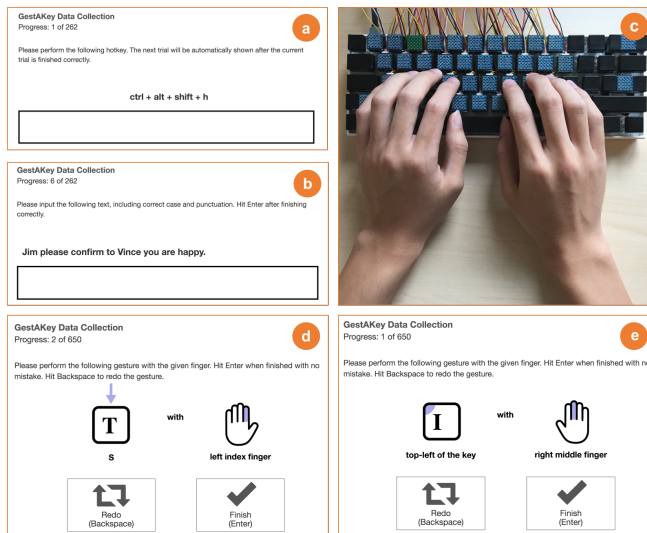 GestAKey Data Collection
Progress: 1 of 262
a
Please perform the following hotkey. The next trial will be automatically shown after the current
trial is finished correctly.
ctrl + alt + shift + h
GestAKey Data Collection
Progress: 6 of 262
b
Please input the following text, including correct case and punctuation. Hit Enter after finishing
correctly.
Jim please confirm to Vince you are happy.
c
GestAKey Data Collection
Progress: 2 of 650
d
Please perform the following gesture with the given finger. Hit Enter when finished with no
mistake. Hit Backspace to redo the gesture.
T
with
S
left index finger
Redo
(Backspace)
Finish
(Enter)
GestAKey Data Collection
Progress: 1 of 650
e
Please perform the following gesture with the given finger. Hit Enter when finished with no
mistake. Hit Backspace to redo the gesture.
I
with
top-left of the key
right middle finger
Redo
(Backspace)
Finish
(Enter)